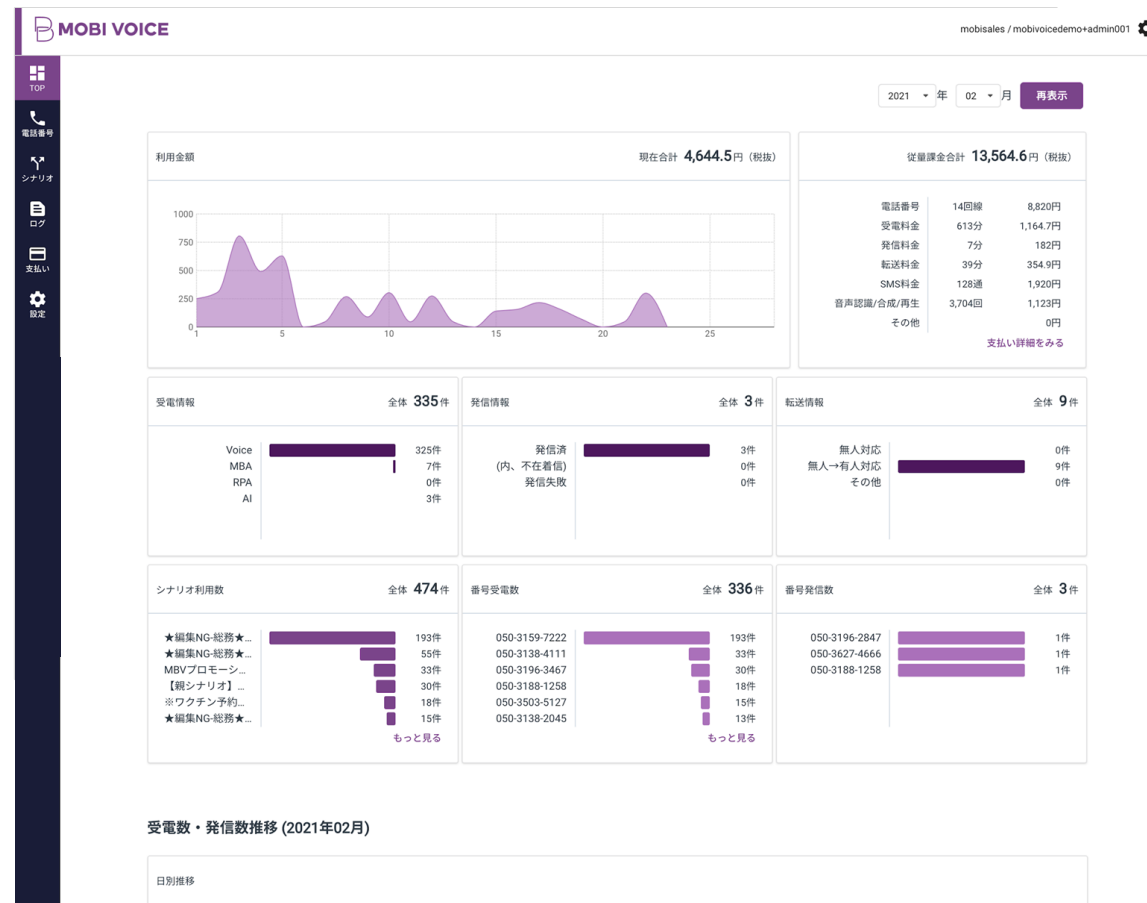 MOBI VOICE
mobisales / mobivoicedemo+admin001
TOP
電話番号
シナリオ
ログ
支払い
設定
2021 年 02 月 再表示
利用金額 現在合計 4,644.5円（税抜）
1000
750
500
250
0
1 5 10 15 20 25
従量課金合計 13,564.6円（税抜）
電話番号 14回線 8,820円
受電料金 613分 1,164.7円
発信料金 7分 182円
転送料金 39分 354.9円
SMS料金 128通 1,920円
音声認識/合成/再生 3,704回 1,123円
その他 0円
支払い詳細をみる
受電情報 全体 335件
Voice 325件
MBA 7件
RPA 0件
AI 3件
発信情報 全体 3件
発信済 3件
(内、不在着信) 0件
発信失敗 0件
転送情報 全体 9件
無人対応 0件
無人→有人対応 9件
その他 0件
シナリオ利用数 全体 474件
★編集NG-総務★... 193件
★編集NG-総務★... 55件
MBVプロモーシ... 33件
【親シナリオ】... 30件
※ワクチン予約... 18件
★編集NG-総務★... 15件
もっと見る
番号受電数 全体 336件
050-3159-7222 193件
050-3138-4111 33件
050-3196-3467 30件
050-3188-1258 18件
050-3503-5127 15件
050-3138-2045 13件
もっと見る
番号発信数 全体 3件
050-3196-2847 1件
050-3627-4666 1件
050-3188-1258 1件
受電数・発信数推移 (2021年02月)
日別推移